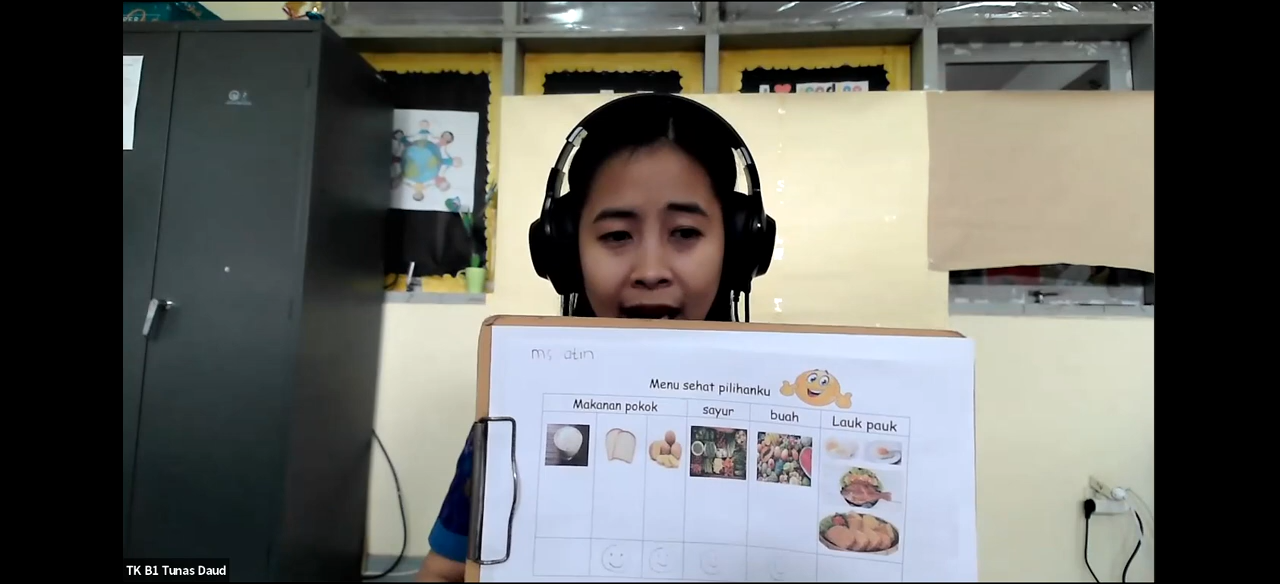 ms atin
Menu sehat pilihanku
Makanan pokok
sayur
buah
Lauk pauk
TK B1 Tunas Daud